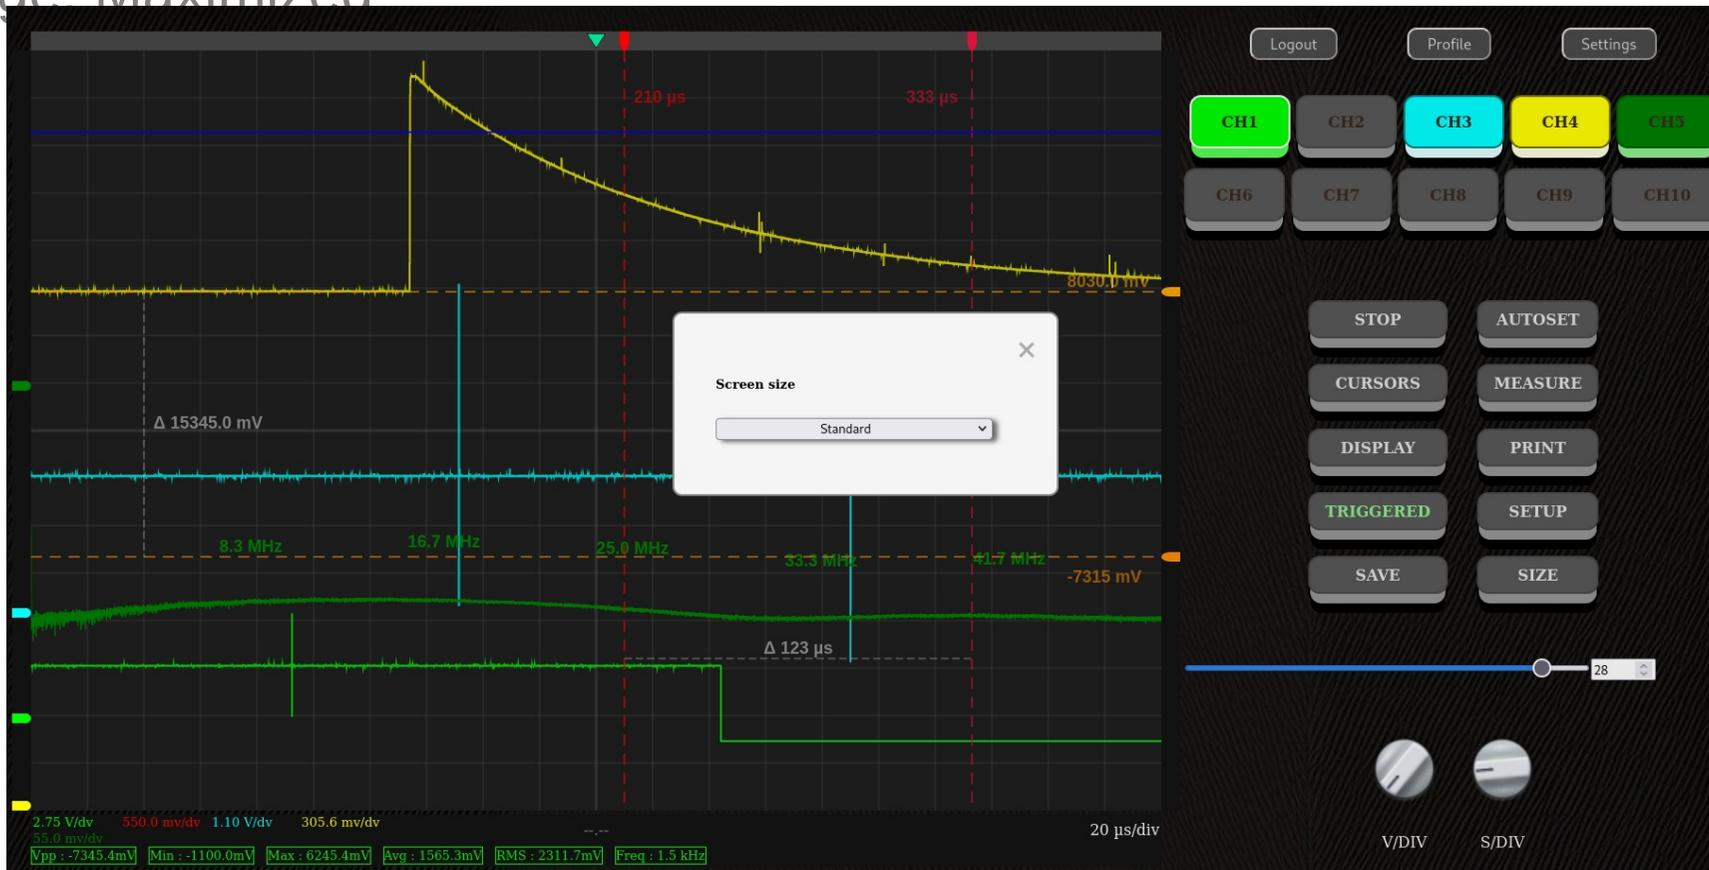 ge: Maximized
Logout Profile Settings
210 µs 333 µs
CH1 CH2 CH3 CH4 CH5
CH6 CH7 CH8 CH9 CH10
8030.0 mV
STOP AUTOSET
×
Screen size
CURSORS MEASURE
Δ 15345.0 mV
Standard
DISPLAY PRINT
TRIGGERED SETUP
8.3 MHz 16.7 MHz 25.0 MHz 33.3 MHz 41.7 MHz
-7315 mV
SAVE SIZE
Δ 123 µs
28
2.75 V/dv 550.0 mv/dv 1.10 V/dv 305.6 mv/dv
--.-- 20 µs/div
55.0 mv/dv
V/DIV S/DIV
Vpp : -7345.4mV Min : -1100.0mV Max : 6245.4mV Avg : 1565.3mV RMS : 2311.7mV Freq : 1.5 kHz